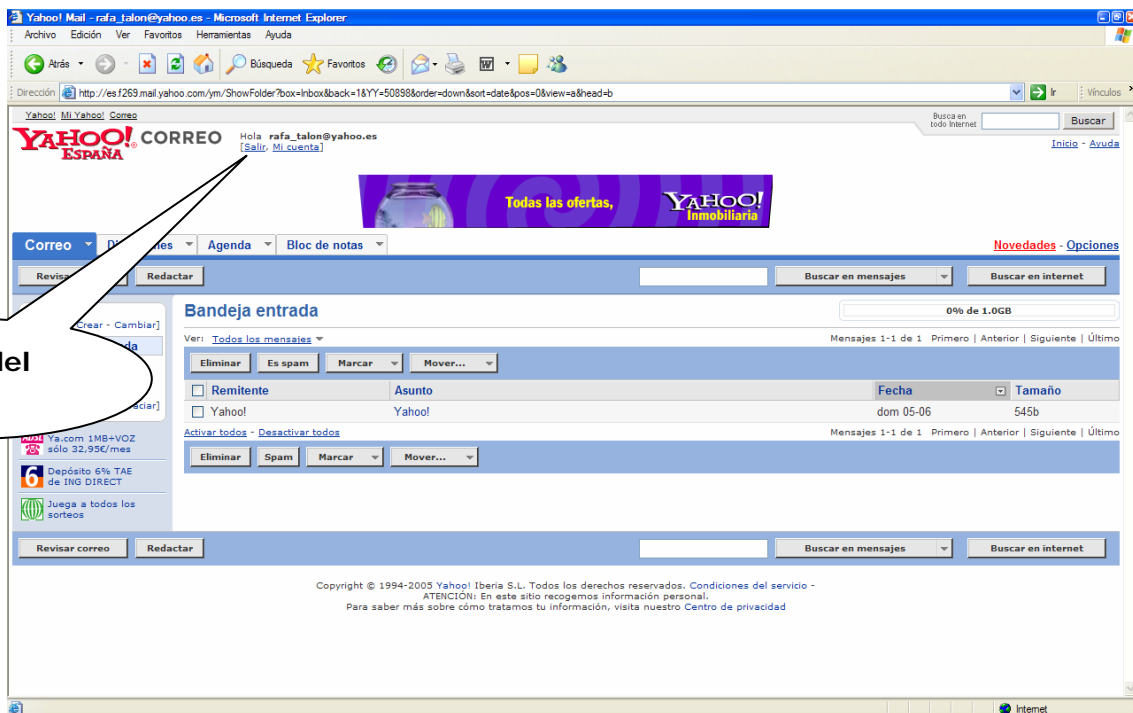 Yahoo! Mail - rafa_talon@yahoo.es - Microsoft Internet Explorer
Archivo Edición Ver Favoritos Herramientas Ayuda
Atrás Búsqueda Favoritos
Dirección http://es.f269.mail.yahoo.com/ym/ShowFolder?box=Inbox&back=1&YY=50898&order=down&sort=date&pos=0&view=a&head=b Ir Vínculos
Yahoo! Mi Yahoo! Correo
Busca en todo Internet Buscar
YAHOO! ESPAÑA CORREO
Hola rafa_talon@yahoo.es
[Salir, Mi cuenta]
Inicio - Ayuda
Todas las ofertas, YAHOO! Inmobiliaria
Correo Agenda Bloc de notas
Novedades - Opciones
Redactar Buscar en mensajes Buscar en internet
Crear - Cambiar]
del
Bandeja entrada 0% de 1.0GB
Ver: Todos los mensajes Mensajes 1-1 de 1 Primero | Anterior | Siguiente | Último
Eliminar Es spam Marcar Mover...
Remitente Asunto Fecha Tamaño
Yahoo! Yahoo! dom 05-06 545b
Activar todos - Desactivar todos Mensajes 1-1 de 1 Primero | Anterior | Siguiente | Último
Eliminar Spam Marcar Mover...
Ya.com 1MB+VOZ
sólo 32,95€/mes
6 Depósito 6% TAE
de ING DIRECT
Juega a todos los
sorteos
Revisar correo Redactar Buscar en mensajes Buscar en internet
Copyright © 1994-2005 Yahoo! Iberia S.L. Todos los derechos reservados. Condiciones del servicio -
ATENCIÓN: En este sitio recogemos información personal.
Para saber más sobre cómo tratamos tu información, visita nuestro Centro de privacidad
Internet